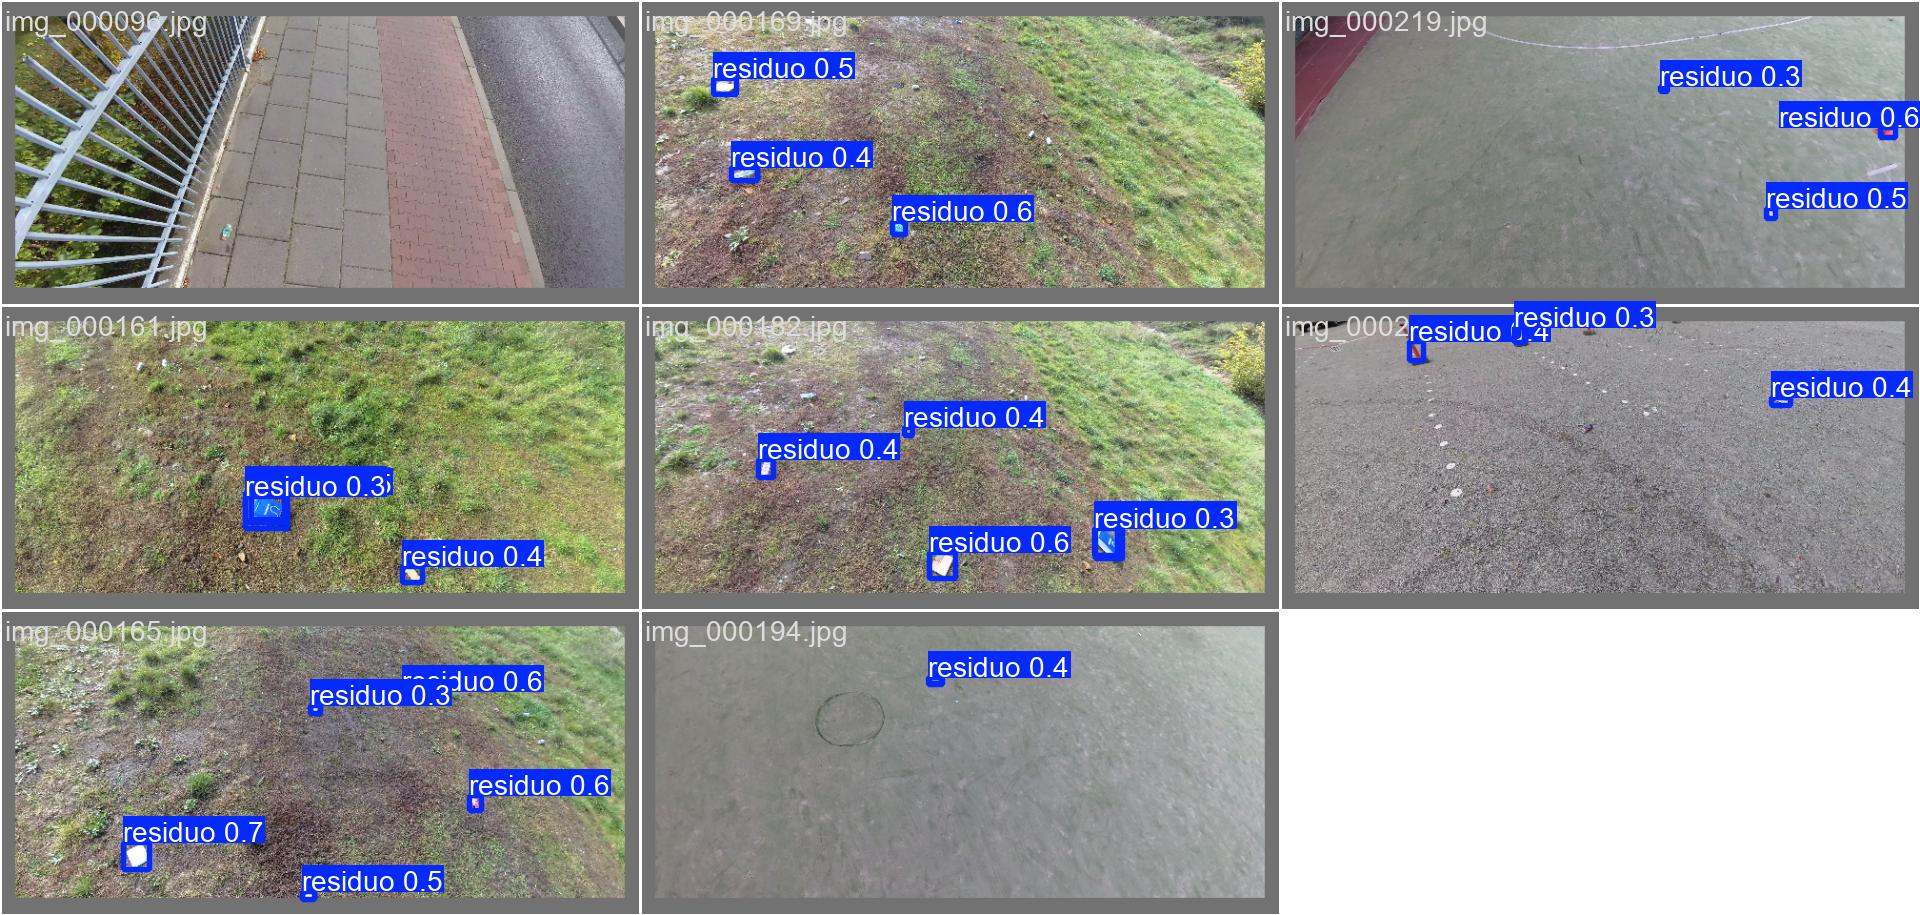 img_000096.jpg
img_000169.jpg
residuo 0.5
residuo 0.4
residuo 0.6
img_000219.jpg
residuo 0.3
residuo 0.6
residuo 0.5
img_000161.jpg
residuo 0.3
residuo 0.4
img_000182.jpg
residuo 0.4
residuo 0.4
residuo 0.3
residuo 0.6
img_0002
residuo 0.3
residuo 0.4
residuo 0.4
img_000165.jpg
residuo 0.6
residuo 0.3
residuo 0.6
residuo 0.7
residuo 0.5
img_000194.jpg
residuo 0.4